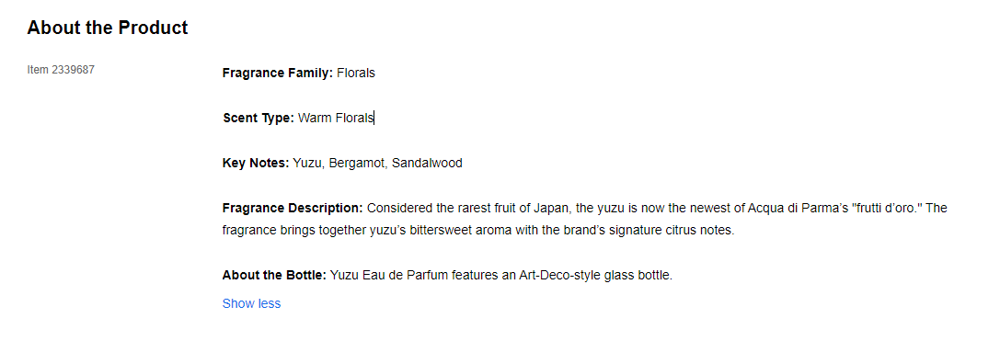 About the Product
Item 2339687
Fragrance Family: Florals
Scent Type: Warm Florals
Key Notes: Yuzu, Bergamot, Sandalwood
Fragrance Description: Considered the rarest fruit of Japan, the yuzu is now the newest of Acqua di Parma’s "frutti d’oro." The
fragrance brings together yuzu’s bittersweet aroma with the brand’s signature citrus notes.
About the Bottle: Yuzu Eau de Parfum features an Art-Deco-style glass bottle.
Show less